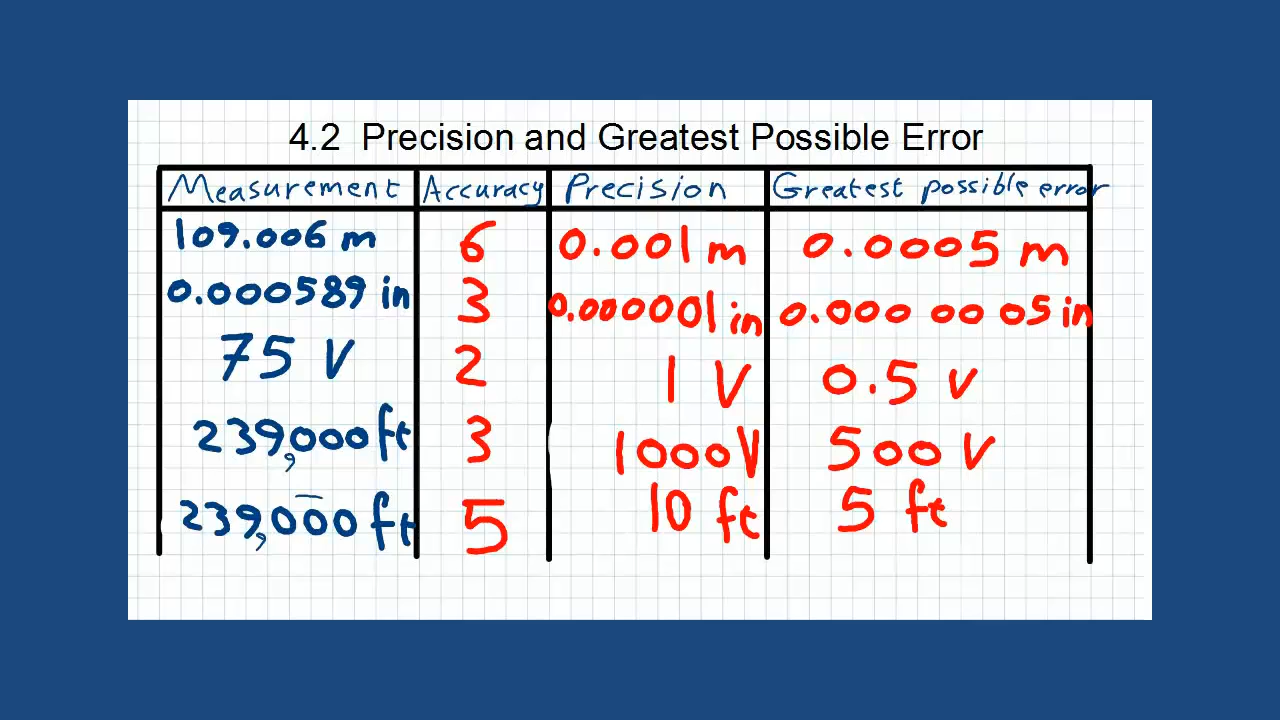 4.2 Precision and Greatest Possible Error
Measurement Accuracy Precision Greatest possible error
109.006 m 6 0.001 m 0.0005 m
0.000589 in 3 0.000001 in 0.000 00 05 in
75 V 2 1 V 0.5 V
239,000 ft 3 1000 V 500 V
239,00̅0 ft 5 10 ft 5 ft